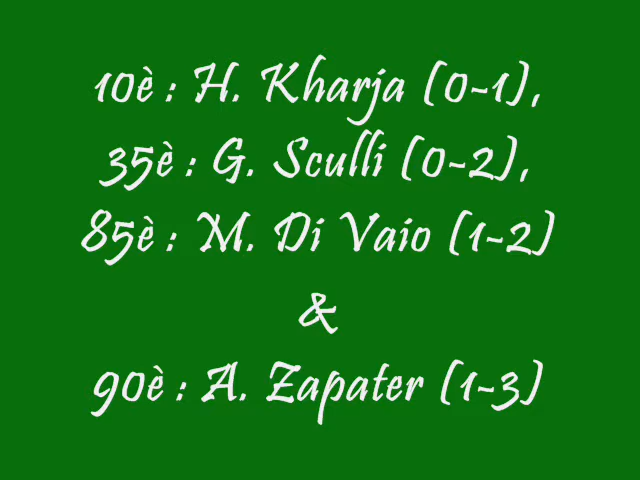 10è : H. Kharja (0-1),
35è : G. Sculli (0-2),
85è : M. Di Vaio (1-2)
&
90è : A. Zapater (1-3)